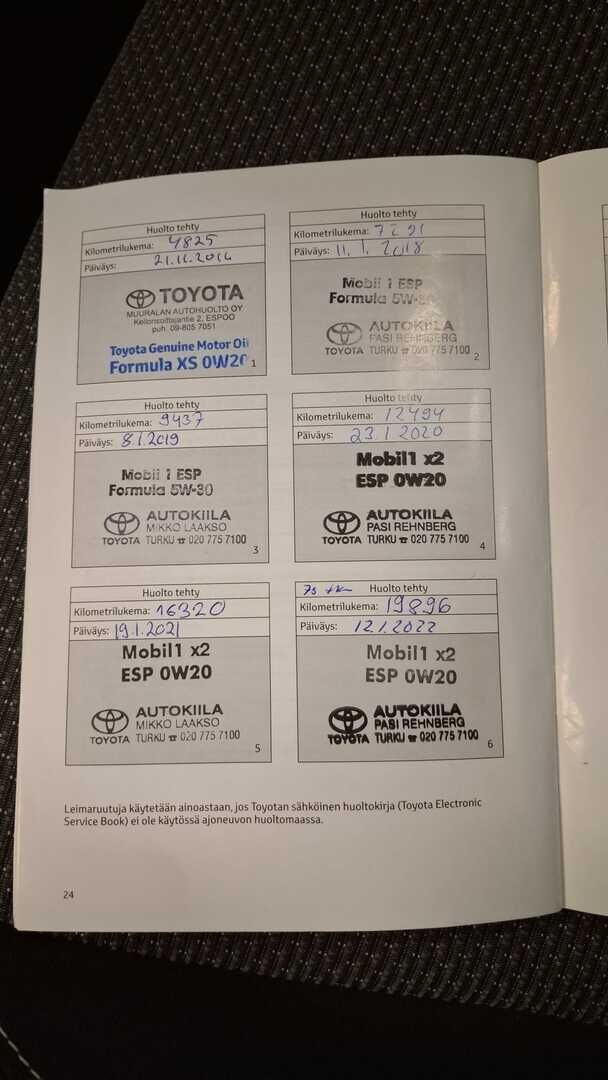 Huolto tehty
Kilometrilukema: 4825
Päiväys: 21.11.2016
TOYOTA
MUURALAN AUTOHUOLTO OY
Kellonsoittajantie 2, ESPOO
puh. 09-805 7051
Toyota Genuine Motor Oil
Formula XS 0W20
1
Huolto tehty
Kilometrilukema: 7291
Päiväys: 11.1.2018
Mobil 1 ESP
Formula 5W-30
AUTOKIILA
PASI REHNBERG
TOYOTA TURKU ☎ 020 775 7100
2
Huolto tehty
Kilometrilukema: 9437
Päiväys: 8.1.2019
Mobil 1 ESP
Formula 5W-30
AUTOKIILA
MIKKO LAAKSO
TOYOTA TURKU ☎ 020 775 7100
3
Huolto tehty
Kilometrilukema: 12494
Päiväys: 23.1.2020
Mobil1 x2
ESP 0W20
AUTOKIILA
PASI REHNBERG
TOYOTA TURKU ☎ 020 775 7100
4
Huolto tehty
Kilometrilukema: 16320
Päiväys: 19.1.2021
Mobil1 x2
ESP 0W20
AUTOKIILA
MIKKO LAAKSO
TOYOTA TURKU ☎ 020 775 7100
5
Huolto tehty
Kilometrilukema: 19896
Päiväys: 12.1.2022
Mobil1 x2
ESP 0W20
AUTOKIILA
PASI REHNBERG
TOYOTA TURKU ☎ 020 775 7100
6
Leimaruutuja käytetään ainoastaan, jos Toyotan sähköinen huoltokirja (Toyota Electronic
Service Book) ei ole käytössä ajoneuvon huoltomaassa.
24